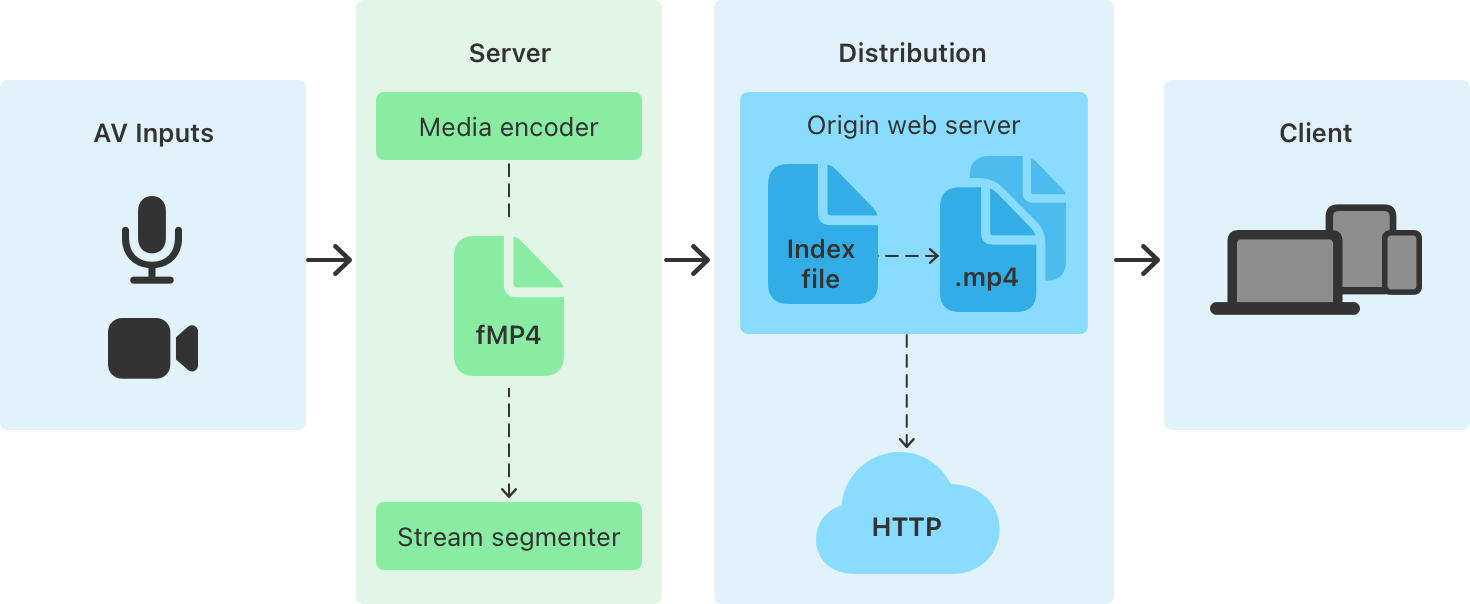 AV Inputs
Server
Media encoder
fMP4
Stream segmenter
Distribution
Origin web server
Index
file
.mp4
HTTP
Client